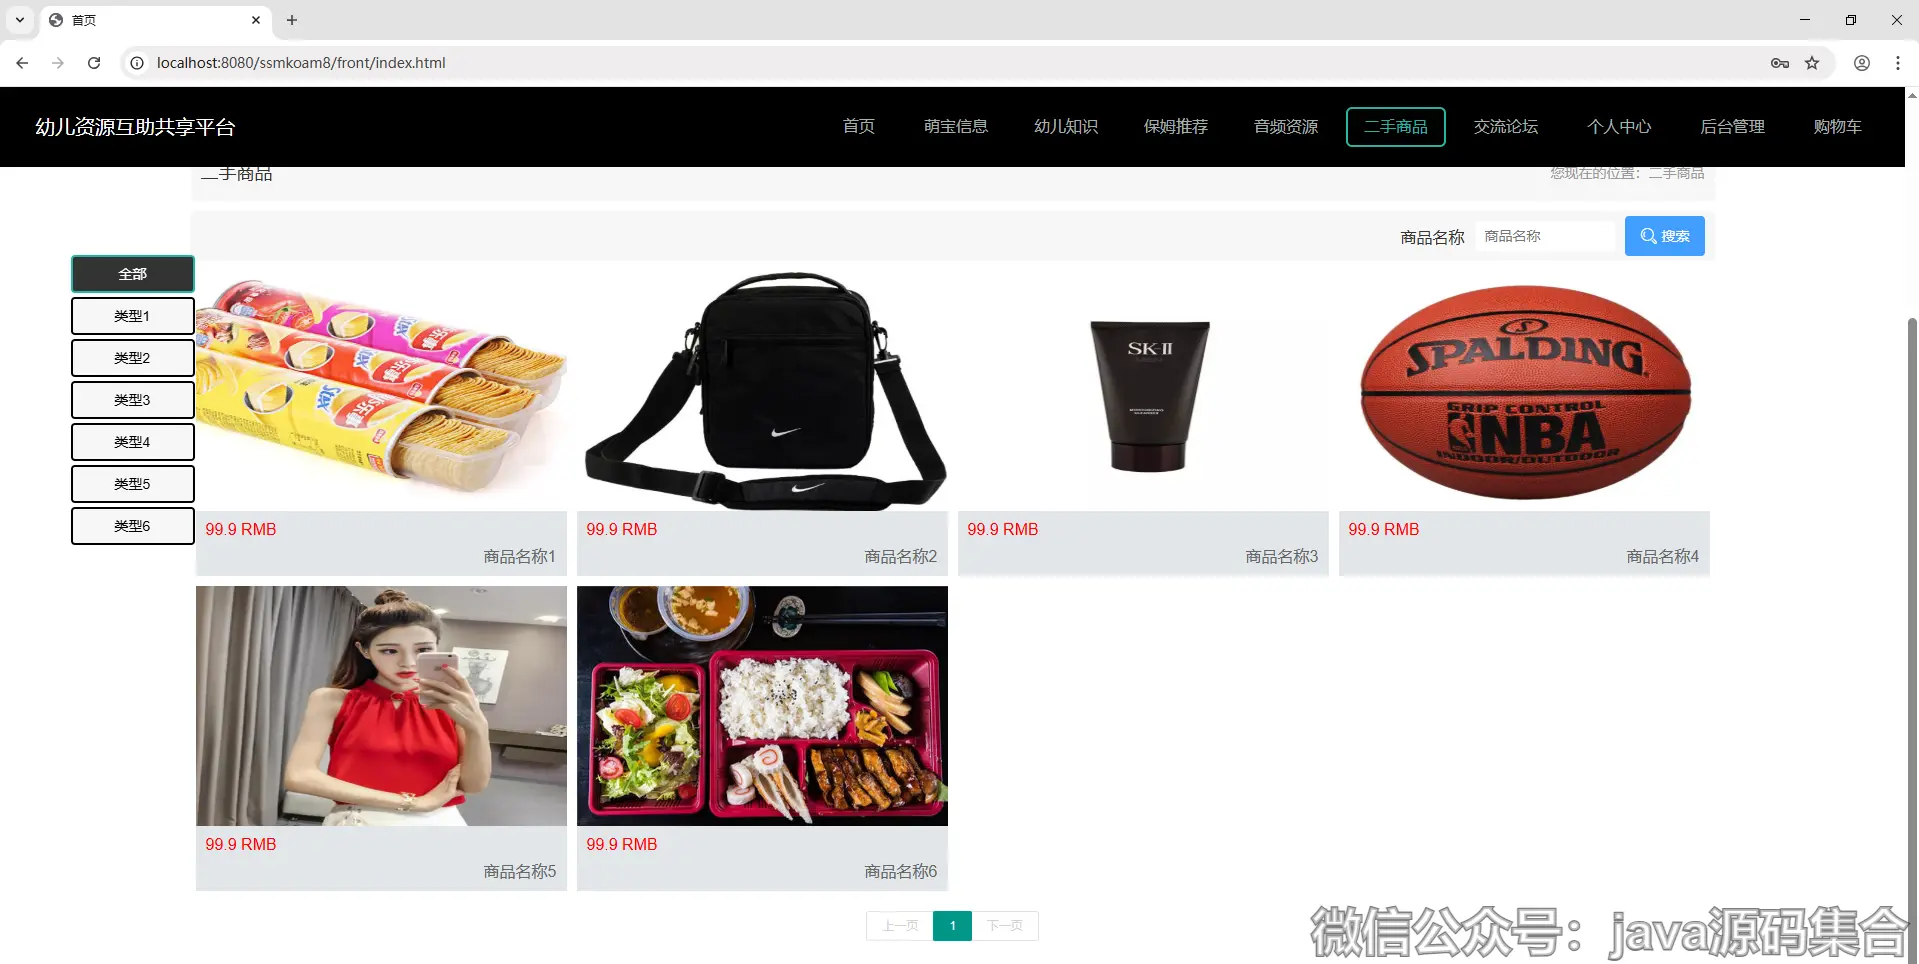 首页
localhost:8080/ssmkoam8/front/index.html
幼儿资源互助共享平台
首页
萌宝信息
幼儿知识
保姆推荐
音频资源
二手商品
交流论坛
个人中心
后台管理
购物车
二手商品
您现在的位置：二手商品
商品名称
商品名称
搜索
全部
类型1
类型2
类型3
类型4
类型5
类型6
Stax
Stax
SK-II
SPALDING
GRIP CONTROL
NBA
INDOOR/OUTDOOR
99.9 RMB
商品名称1
99.9 RMB
商品名称2
99.9 RMB
商品名称3
99.9 RMB
商品名称4
99.9 RMB
商品名称5
99.9 RMB
商品名称6
上一页
1
下一页
微信公众号：java源码集合